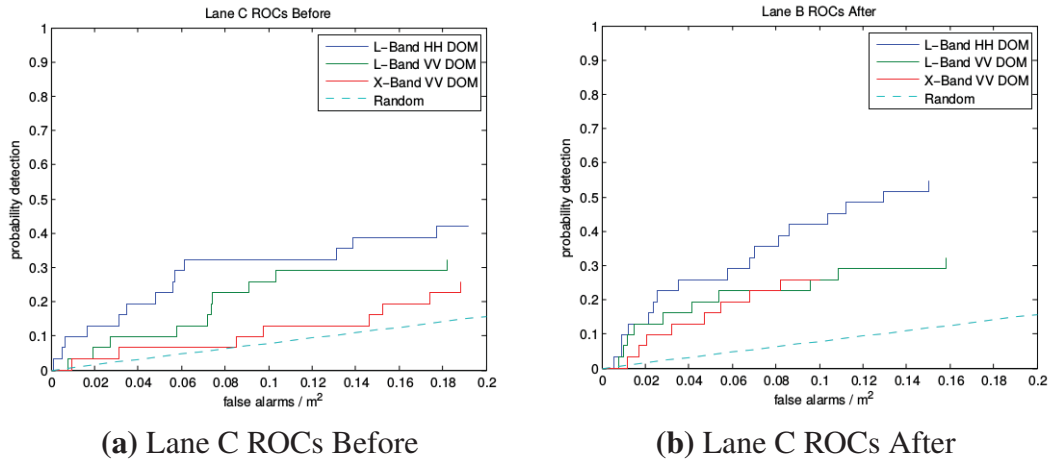 Lane C ROCs Before
L-Band HH DOM
L-Band VV DOM
X-Band VV DOM
Random
probability detection
1
0.9
0.8
0.7
0.6
0.5
0.4
0.3
0.2
0.1
0
0 0.02 0.04 0.06 0.08 0.1 0.12 0.14 0.16 0.18 0.2
false alarms / m²
(a) Lane C ROCs Before
Lane B ROCs After
L-Band HH DOM
L-Band VV DOM
X-Band VV DOM
Random
probability detection
1
0.9
0.8
0.7
0.6
0.5
0.4
0.3
0.2
0.1
0
0 0.02 0.04 0.06 0.08 0.1 0.12 0.14 0.16 0.18 0.2
false alarms / m²
(b) Lane C ROCs After